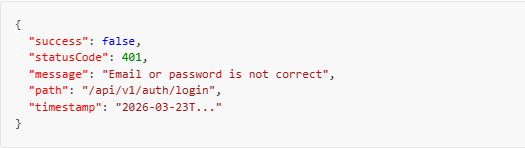 {
  "success": false,
  "statusCode": 401,
  "message": "Email or password is not correct",
  "path": "/api/v1/auth/login",
  "timestamp": "2026-03-23T..."
}